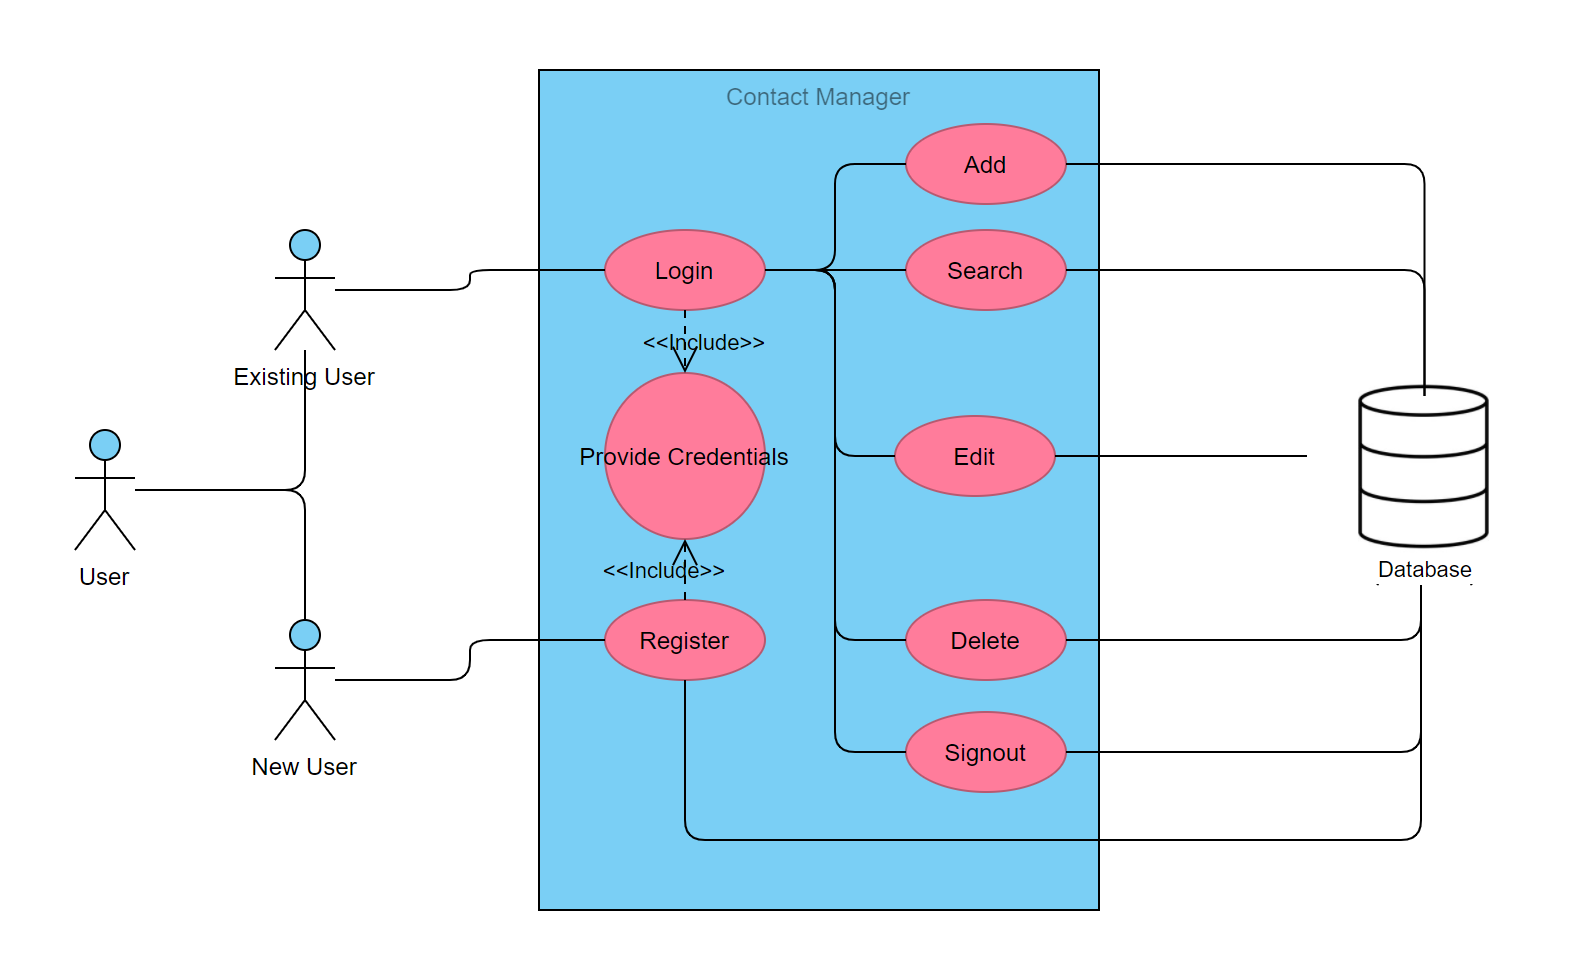 Contact Manager
Add
Login
Search
<<Include>>
Existing User
Provide Credentials
Edit
User
<<Include>>
Database
Register
Delete
New User
Signout